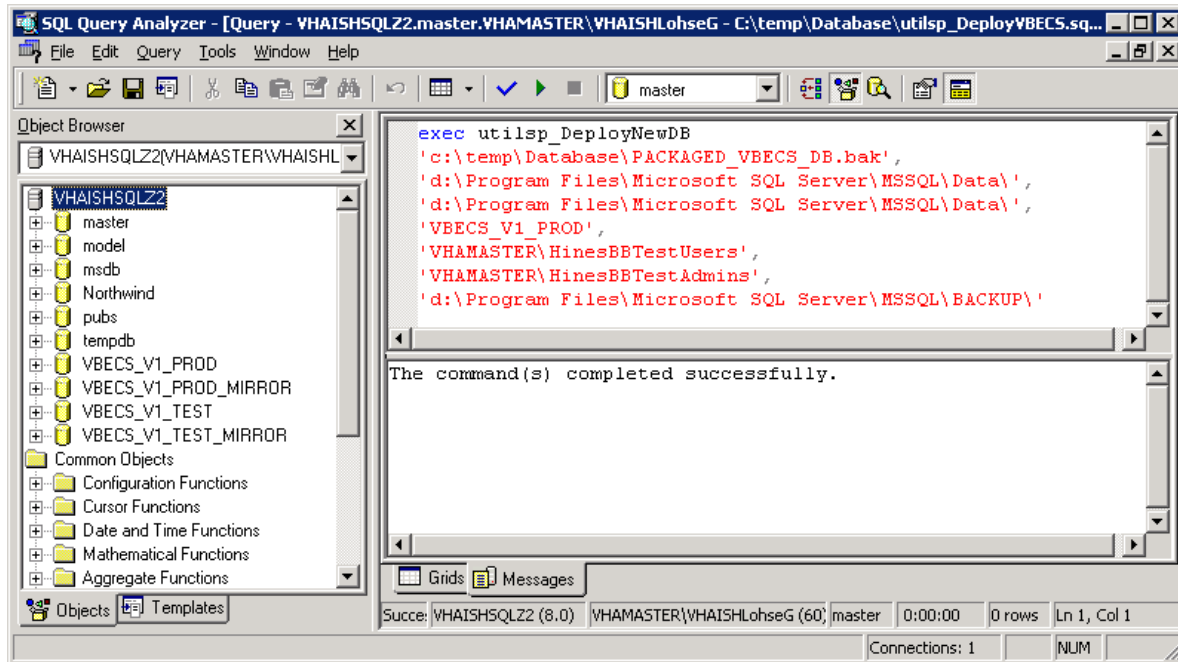 SQL Query Analyzer - [Query - VHAISHSQLZ2.master.VHAMASTER\VHAISHLohseG - C:\temp\Database\utilsp_DeployVBECS.sq...
File Edit Query Tools Window Help
master
Object Browser
VHAISHSQLZ2(VHAMASTER\VHAISHL
VHAISHSQLZ2
master
model
msdb
Northwind
pubs
tempdb
VBECS_V1_PROD
VBECS_V1_PROD_MIRROR
VBECS_V1_TEST
VBECS_V1_TEST_MIRROR
Common Objects
Configuration Functions
Cursor Functions
Date and Time Functions
Mathematical Functions
Aggregate Functions
Objects Templates
exec utilsp_DeployNewDB
'c:\temp\Database\PACKAGED_VBECS_DB.bak',
'd:\Program Files\Microsoft SQL Server\MSSQL\Data\',
'd:\Program Files\Microsoft SQL Server\MSSQL\Data\',
'VBECS_V1_PROD',
'VHAMASTER\HinesBBTestUsers',
'VHAMASTER\HinesBBTestAdmins',
'd:\Program Files\Microsoft SQL Server\MSSQL\BACKUP\'
The command(s) completed successfully.
Grids Messages
Succe: VHAISHSQLZ2 (8.0) VHAMASTER\VHAISHLohseG (60) master 0:00:00 0 rows Ln 1, Col 1
Connections: 1 NUM